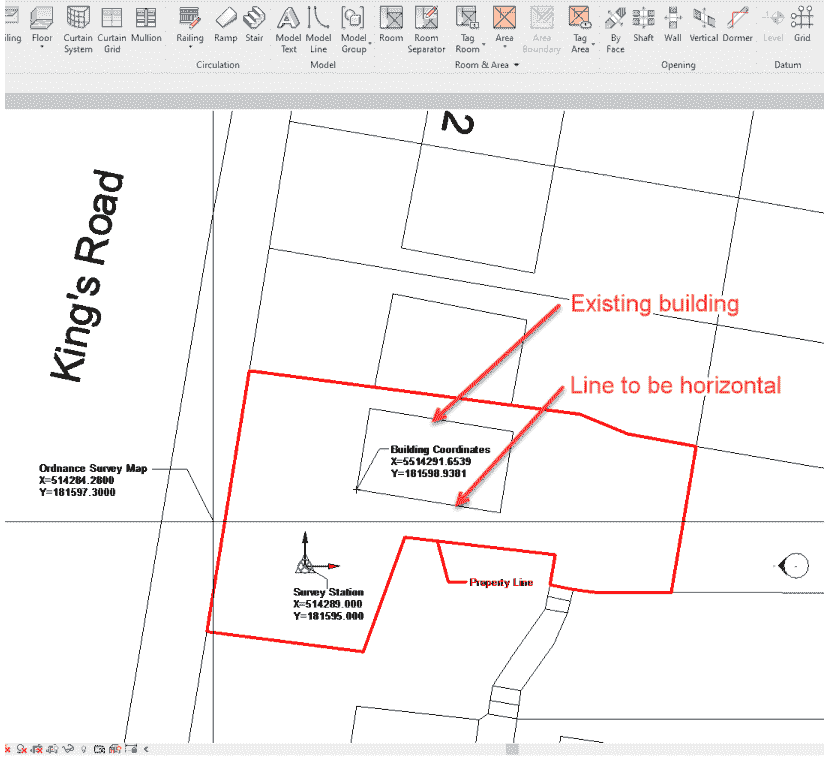 iling Floor Curtain System Curtain Grid Mullion Railing Ramp Stair Model Text Model Line Model Group Room Room Separator Tag Room Area Area Boundary Tag Area By Face Shaft Wall Vertical Dormer Level Grid
Circulation Model Room & Area Opening Datum
2
King's Road
Existing building
Line to be horizontal
Building Coordinates
X=5514291.6539
Y=181598.9381
Ordnance Survey Map
X=514284.2800
Y=181597.3000
Property Line
Survey Station
X=514289.000
Y=181595.000